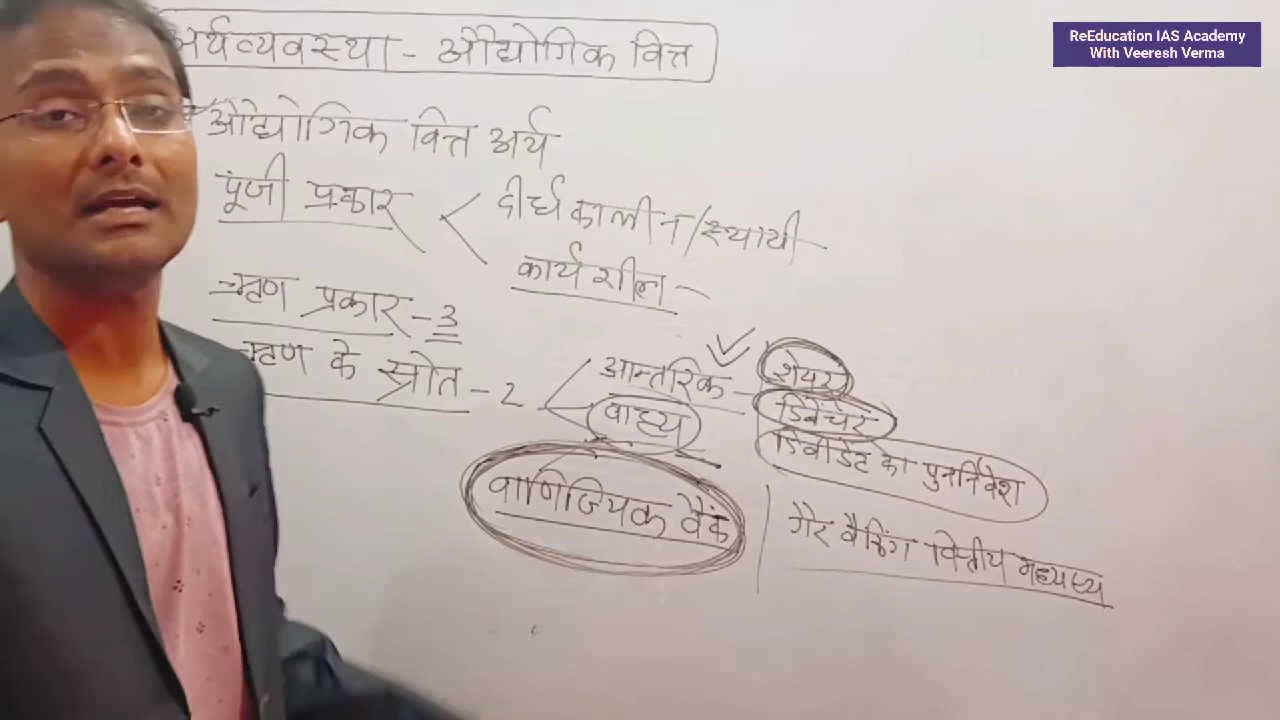 ReEducation IAS Academy
With Veeresh Verma
अर्थव्यवस्था - औद्योगिक वित्त
औद्योगिक वित्त अर्थ
पूंजी प्रकार < दीर्घकालीन/स्थायी -
कार्यशील -
ऋण प्रकार - 3
ऋण के स्रोत - 2 < आन्तरिक - शेयर
वाह्य डिबेंचर
डिवीडेंट का पुनर्निवेश
वाणिज्यिक बैंक | गैर बैंकिंग वित्तीय मध्यस्थ